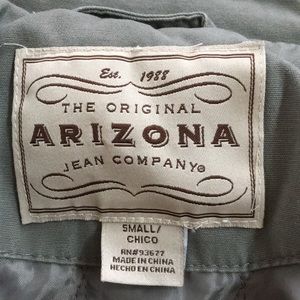 Est. 1988
THE ORIGINAL
ARIZONA
JEAN COMPANY®
SMALL/
CHICO
RN#93677
MADE IN CHINA
HECHO EN CHINA